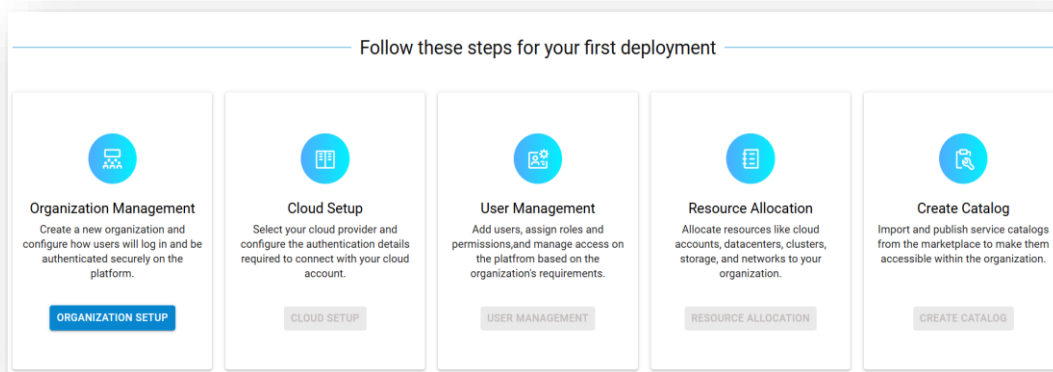 Follow these steps for your first deployment
Organization Management
Create a new organization and
configure how users will log in and be
authenticated securely on the
platform.
ORGANIZATION SETUP
Cloud Setup
Select your cloud provider and
configure the authentication details
required to connect with your cloud
account.
CLOUD SETUP
User Management
Add users, assign roles and
permissions,and manage access on
the platfrom based on the
organization's requirements.
USER MANAGEMENT
Resource Allocation
Allocate resources like cloud
accounts, datacenters, clusters,
storage, and networks to your
organization.
RESOURCE ALLOCATION
Create Catalog
Import and publish service catalogs
from the marketplace to make them
accessible within the organization.
CREATE CATALOG